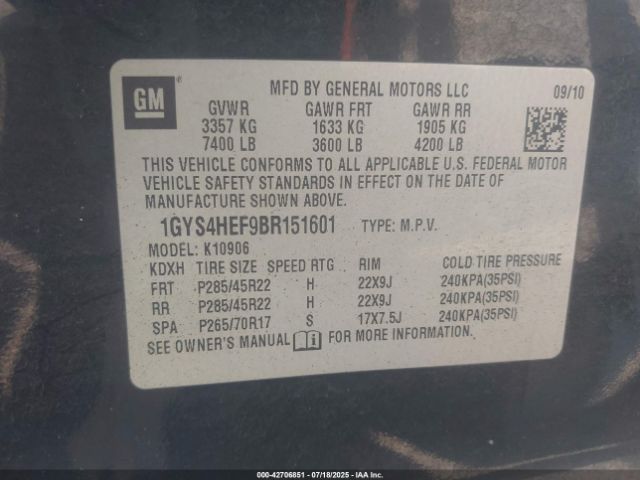 GM ®
MFD BY GENERAL MOTORS LLC 09/10
GVWR GAWR FRT GAWR RR
3357 KG 1633 KG 1905 KG
7400 LB 3600 LB 4200 LB
THIS VEHICLE CONFORMS TO ALL APPLICABLE U.S. FEDERAL MOTOR
VEHICLE SAFETY STANDARDS IN EFFECT ON THE DATE OF
MANUFACTURE SHOWN ABOVE.
1GYS4HEF9BR151601 TYPE: M.P.V.
MODEL: K10906
KDXH TIRE SIZE SPEED RTG RIM COLD TIRE PRESSURE
FRT P285/45R22 H 22X9J 240KPA(35PSI)
RR P285/45R22 H 22X9J 240KPA(35PSI)
SPA P265/70R17 S 17X7.5J 240KPA(35PSI)
SEE OWNER'S MANUAL i FOR MORE INFORMATION.
000-42706851 | 07/18/2025 - IAA Inc.